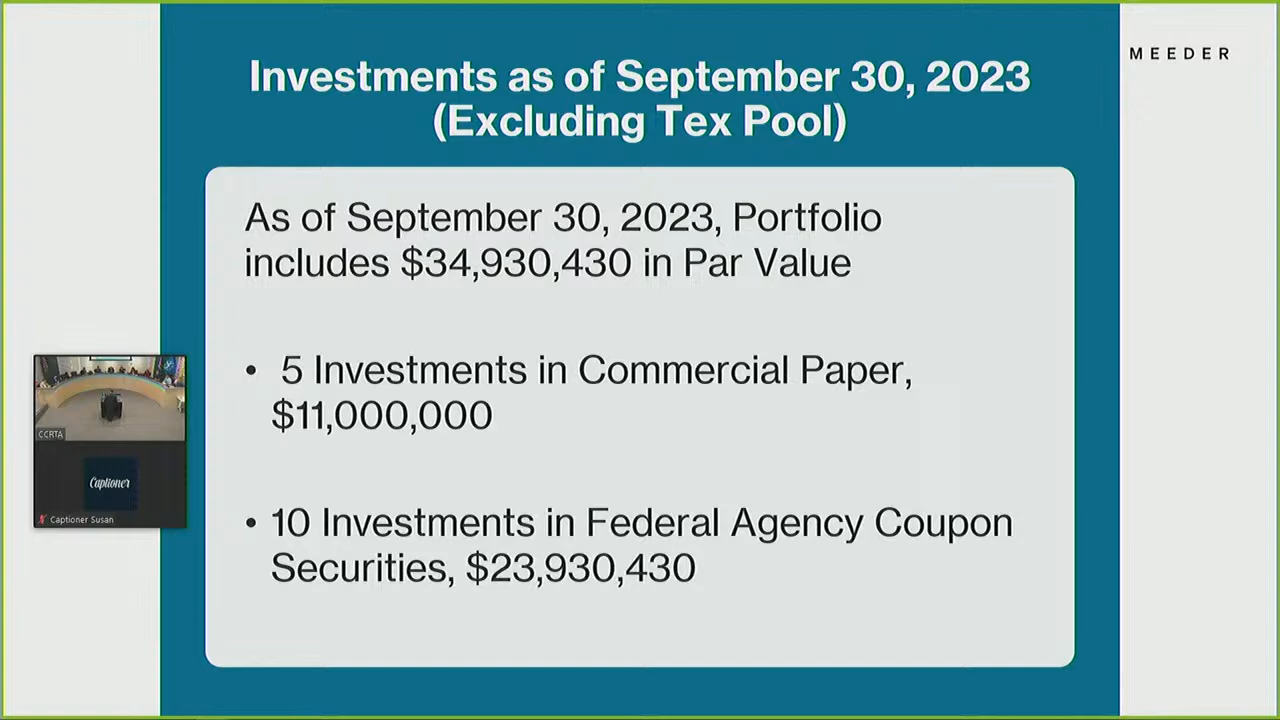 Investments as of September 30, 2023
(Excluding Tex Pool)
MEEDER
As of September 30, 2023, Portfolio
includes $34,930,430 in Par Value
• 5 Investments in Commercial Paper,
$11,000,000
• 10 Investments in Federal Agency Coupon
Securities, $23,930,430
CCRTA
Captioner
Captioner Susan